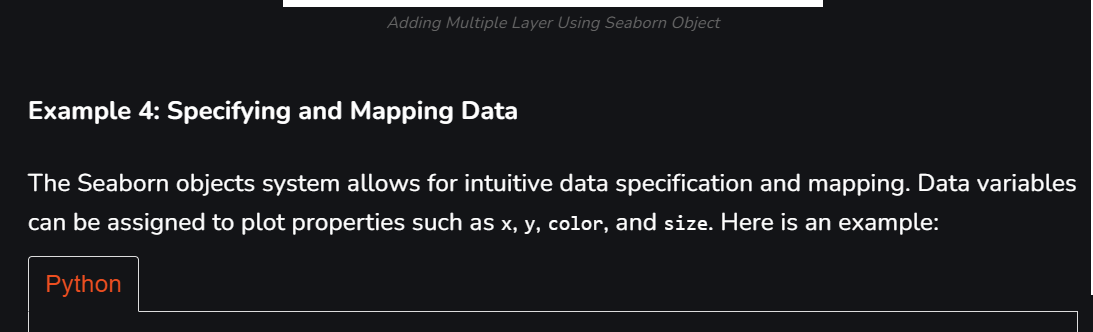 Adding Multiple Layer Using Seaborn Object
Example 4: Specifying and Mapping Data
The Seaborn objects system allows for intuitive data specification and mapping. Data variables
can be assigned to plot properties such as x, y, color, and size. Here is an example:
Python